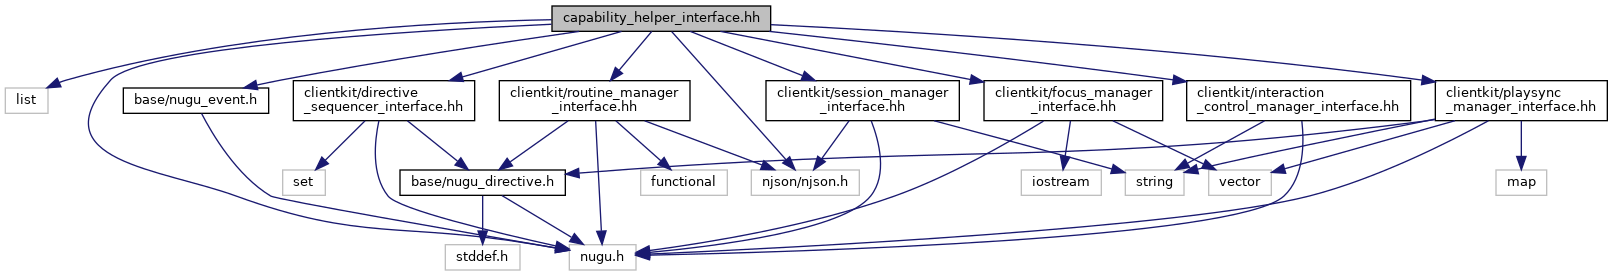 capability_helper_interface.hh
list
base/nugu_event.h
clientkit/directive
_sequencer_interface.hh
clientkit/routine_manager
_interface.hh
clientkit/session_manager
_interface.hh
clientkit/focus_manager
_interface.hh
clientkit/interaction
_control_manager_interface.hh
clientkit/playsync
_manager_interface.hh
set
base/nugu_directive.h
functional
njson/njson.h
iostream
string
vector
map
stddef.h
nugu.h